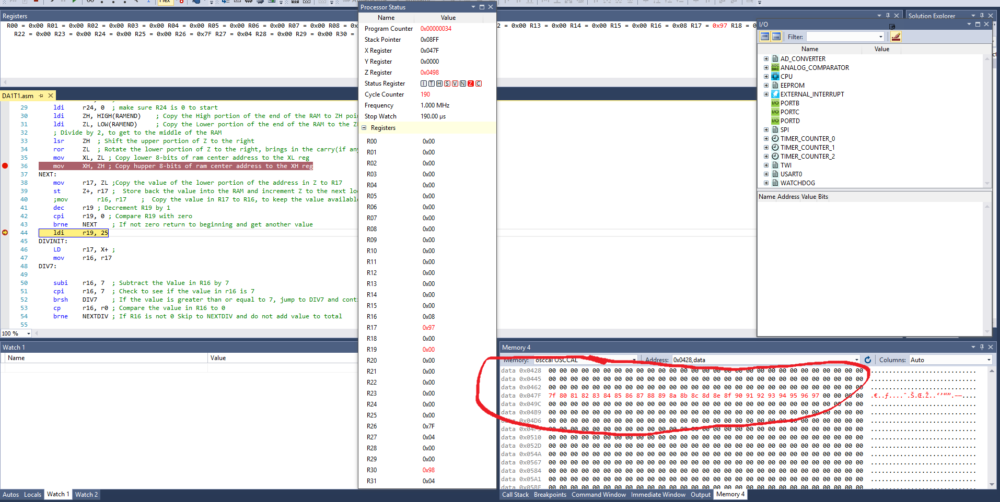 Hex
Registers
R00 = 0x00 R01 = 0x00 R02 = 0x00 R03 = 0x00 R04 = 0x00 R05 = 0x00 R06 = 0x00 R07 = 0x00 R08 = 0x
2 = 0x00 R13 = 0x00 R14 = 0x00 R15 = 0x00 R16 = 0x08 R17 = 0x97 R18 = 0
R22 = 0x00 R23 = 0x00 R24 = 0x00 R25 = 0x00 R26 = 0x7F R27 = 0x04 R28 = 0x00 R29 = 0x00 R30 =
DA1T1.asm
29 ldi r24, 0 ; make sure R24 is 0 to start
30 ldi ZH, HIGH(RAMEND) ; Copy the High portion of the end of the RAM to ZH poi
31 ldi ZL, LOW(RAMEND) ; Copy the Lower portion of the end of the RAM to the Z
32 ; Divide by 2, to get to the middle of the RAM
33 lsr ZH ; Shift the upper portion of Z to the right
34 ror ZL ; Rotate the lower portion of Z to the right, brings in the carry(if any
35 mov XL, ZL ; Copy lower 8-bits of ram center address to the XL reg
36 mov XH, ZH ; Copy hupper 8-bits of ram center address to the XH reg
37 NEXT:
38 mov r17, ZL ;Copy the value of the lower portion of the address in Z to R17
39 st Z+, r17 ; Store back the value into the RAM and increment Z to the next lo
40 ;mov r16, r17 ; Copy the value in R17 to R16, to keep the value available
41 dec r19 ; Decrement R19 by 1
42 cpi r19, 0 ; Compare R19 with zero
43 brne NEXT ; If not zero return to beginning and get another value
44 ldi r19, 25
45 DIVINIT:
46 LD r17, X+ ;
47 mov r16, r17
48 DIV7:
49
50 subi r16, 7 ; Subtract the Value in R16 by 7
51 cpi r16, 7 ; Check to see if the value in r16 is 7
52 brsh DIV7 ; If the value is greater than or equal to 7, jump to DIV7 and cont
53 cp r16, r0 ; Compare the value in R16 to 0
54 brne NEXTDIV ; If R16 is not 0 Skip to NEXTDIV and do not add value to total
55
100 %
Watch 1
Name Value
Autos Locals Watch 1 Watch 2
Processor Status
Name Value
Program Counter 0x00000034
Stack Pointer 0x08FF
X Register 0x047F
Y Register 0x0000
Z Register 0x0498
Status Register I T H S V N Z C
Cycle Counter 190
Frequency 1.000 MHz
Stop Watch 190.00 µs
Registers
R00 0x00
R01 0x00
R02 0x00
R03 0x00
R04 0x00
R05 0x00
R06 0x00
R07 0x00
R08 0x00
R09 0x00
R10 0x00
R11 0x00
R12 0x00
R13 0x00
R14 0x00
R15 0x00
R16 0x08
R17 0x97
R18 0x00
R19 0x00
R20 0x00
R21 0x00
R22 0x00
R23 0x00
R24 0x00
R25 0x00
R26 0x7F
R27 0x04
R28 0x00
R29 0x00
R30 0x98
R31 0x04
Solution Explorer
I/O
Filter:
Name Value
AD_CONVERTER
ANALOG_COMPARATOR
CPU
EEPROM
EXTERNAL_INTERRUPT
PORTB
PORTC
PORTD
SPI
TIMER_COUNTER_0
TIMER_COUNTER_1
TIMER_COUNTER_2
TWI
USART0
WATCHDOG
Name Address Value Bits
Memory 4
Memory: osccal OSCCAL Address: 0x0428,data Columns: Auto
data 0x0428 00 00 00 00 00 00 00 00 00 00 00 00 00 00 00 00 00 00 00 00 00 00 00 00 00 00 00 00 00 .............................
data 0x0445 00 00 00 00 00 00 00 00 00 00 00 00 00 00 00 00 00 00 00 00 00 00 00 00 00 00 00 00 00 .............................
data 0x0462 00 00 00 00 00 00 00 00 00 00 00 00 00 00 00 00 00 00 00 00 00 00 00 00 00 00 00 00 00 .............................
data 0x047F 7f 80 81 82 83 84 85 86 87 88 89 8a 8b 8c 8d 8e 8f 90 91 92 93 94 95 96 97 00 00 00 00 .€..ƒ....ˆ.Š.Œ.Ž..‘’“”.–—....
data 0x049C 00 00 00 00 00 00 00 00 00 00 00 00 00 00 00 00 00 00 00 00 00 00 00 00 00 00 00 00 00 .............................
data 0x04B9 00 00 00 00 00 00 00 00 00 00 00 00 00 00 00 00 00 00 00 00 00 00 00 00 00 00 00 00 00 .............................
data 0x04D6 00 00 00 00 00 00 00 00 00 00 00 00 00 00 00 00 00 00 00 00 00 00 00 00 00 00 00 00 00 .............................
data 00 00 00 00 00 00 00 00 00 00 00 00 00 00 00 00 00 00 00 00 00 00 00 00 00 00 00 00 00 .............................
data 0x0510 00 00 00 00 00 00 00 00 00 00 00 00 00 00 00 00 00 00 00 00 00 00 00 00 00 00 00 00 00 .............................
data 0x052D 00 00 00 00 00 00 00 00 00 00 00 00 00 00 00 00 00 00 00 00 00 00 00 00 00 00 00 00 00 .............................
data 0x054A 00 00 00 00 00 00 00 00 00 00 00 00 00 00 00 00 00 00 00 00 00 00 00 00 00 00 00 00 00 .............................
data 0x0567 00 00 00 00 00 00 00 00 00 00 00 00 00 00 00 00 00 00 00 00 00 00 00 00 00 00 00 00 00 .............................
data 0x0584 00 00 00 00 00 00 00 00 00 00 00 00 00 00 00 00 00 00 00 00 00 00 00 00 00 00 00 00 00 .............................
data 0x05A1 00 00 00 00 00 00 00 00 00 00 00 00 00 00 00 00 00 00 00 00 00 00 00 00 00 00 00 00 00 .............................
data 0x05BE 00 00 00 00 00 00 00 00 00 00 00 00 00 00 00 00 00 00 00 00 00 00 00 00 00 00 00 00 00 .............................
Call Stack Breakpoints Command Window Immediate Window Output Memory 4